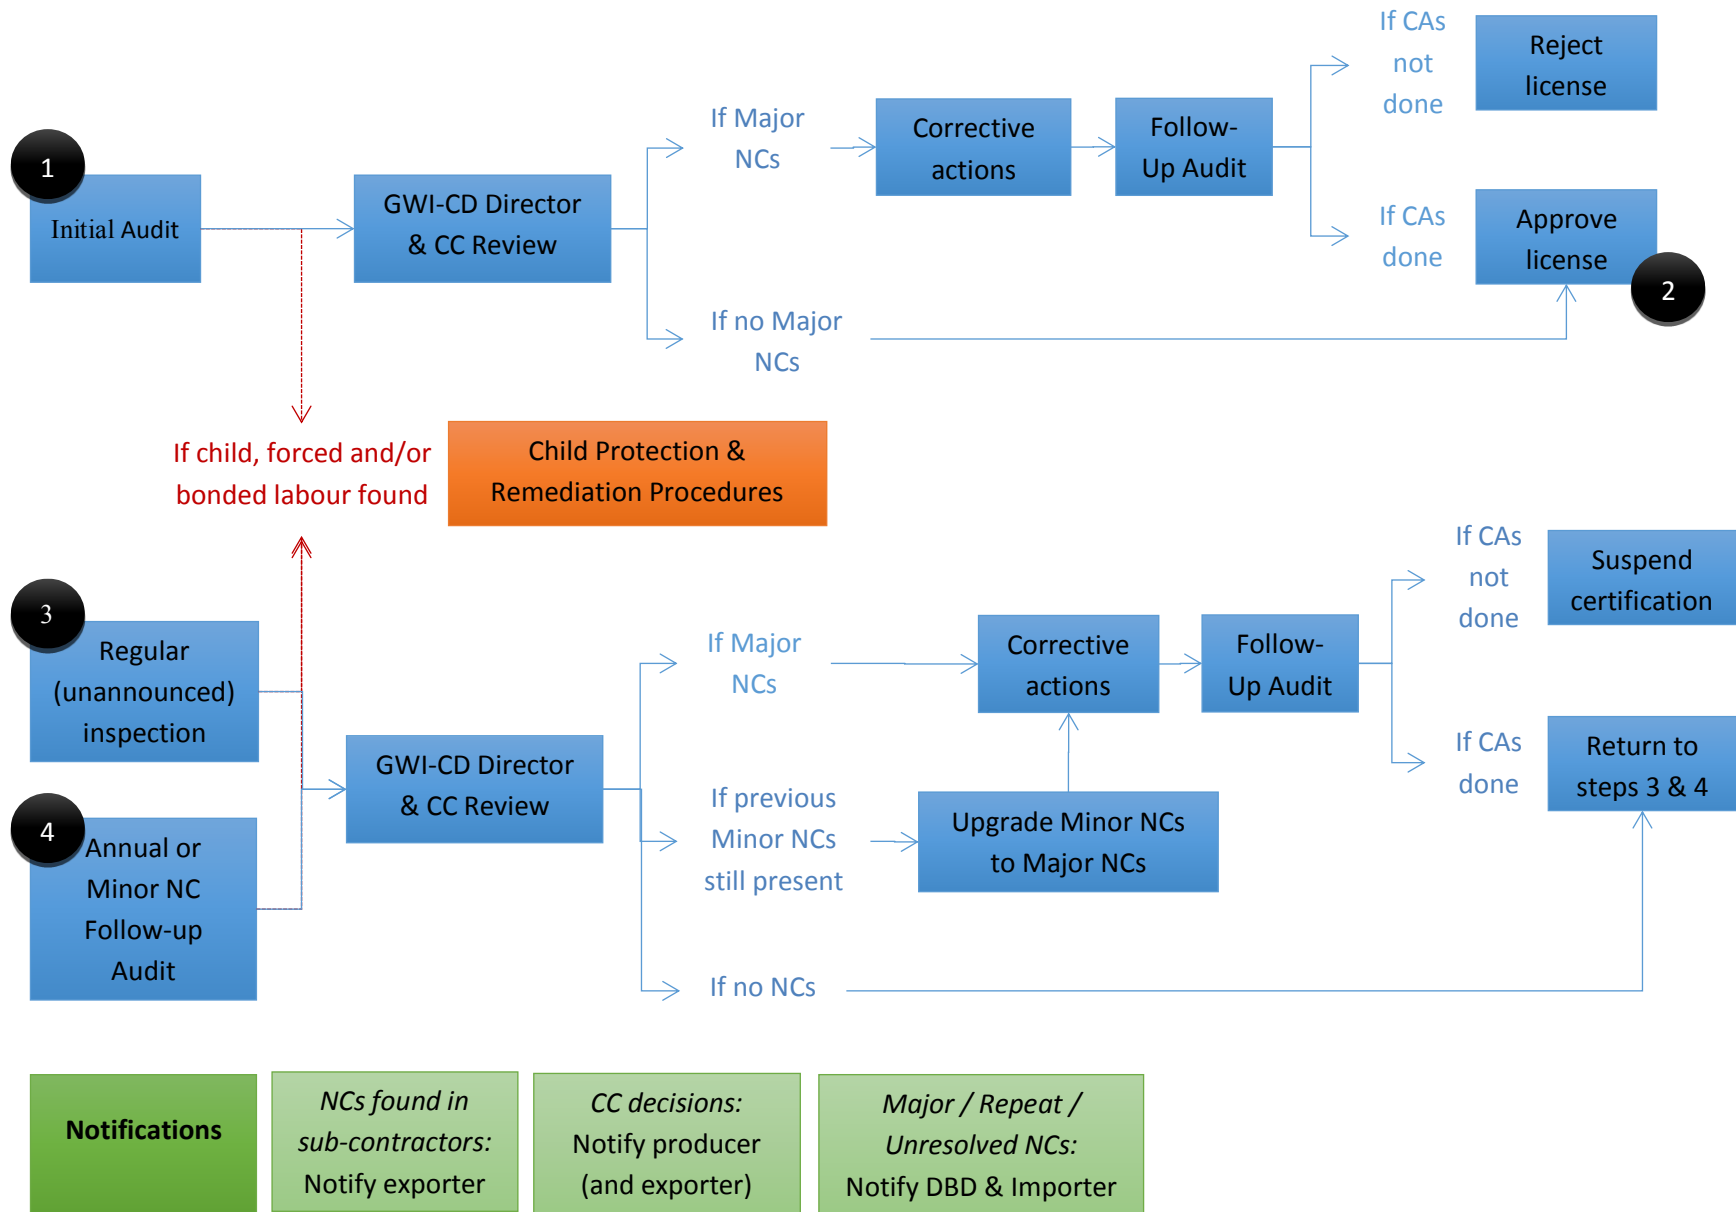 1
Initial Audit
GWI-CD Director
& CC Review
If Major
NCs
Corrective
actions
Follow-
Up Audit
If CAs
not
done
Reject
license
If CAs
done
Approve
license
2
If no Major
NCs
If child, forced and/or
bonded labour found
Child Protection &
Remediation Procedures
3
Regular
(unannounced)
inspection
4
Annual or
Minor NC
Follow-up
Audit
GWI-CD Director
& CC Review
If Major
NCs
If previous
Minor NCs
still present
Upgrade Minor NCs
to Major NCs
If no NCs
Corrective
actions
Follow-
Up Audit
If CAs
not
done
Suspend
certification
If CAs
done
Return to
steps 3 & 4
Notifications
NCs found in
sub-contractors:
Notify exporter
CC decisions:
Notify producer
(and exporter)
Major / Repeat /
Unresolved NCs:
Notify DBD & Importer